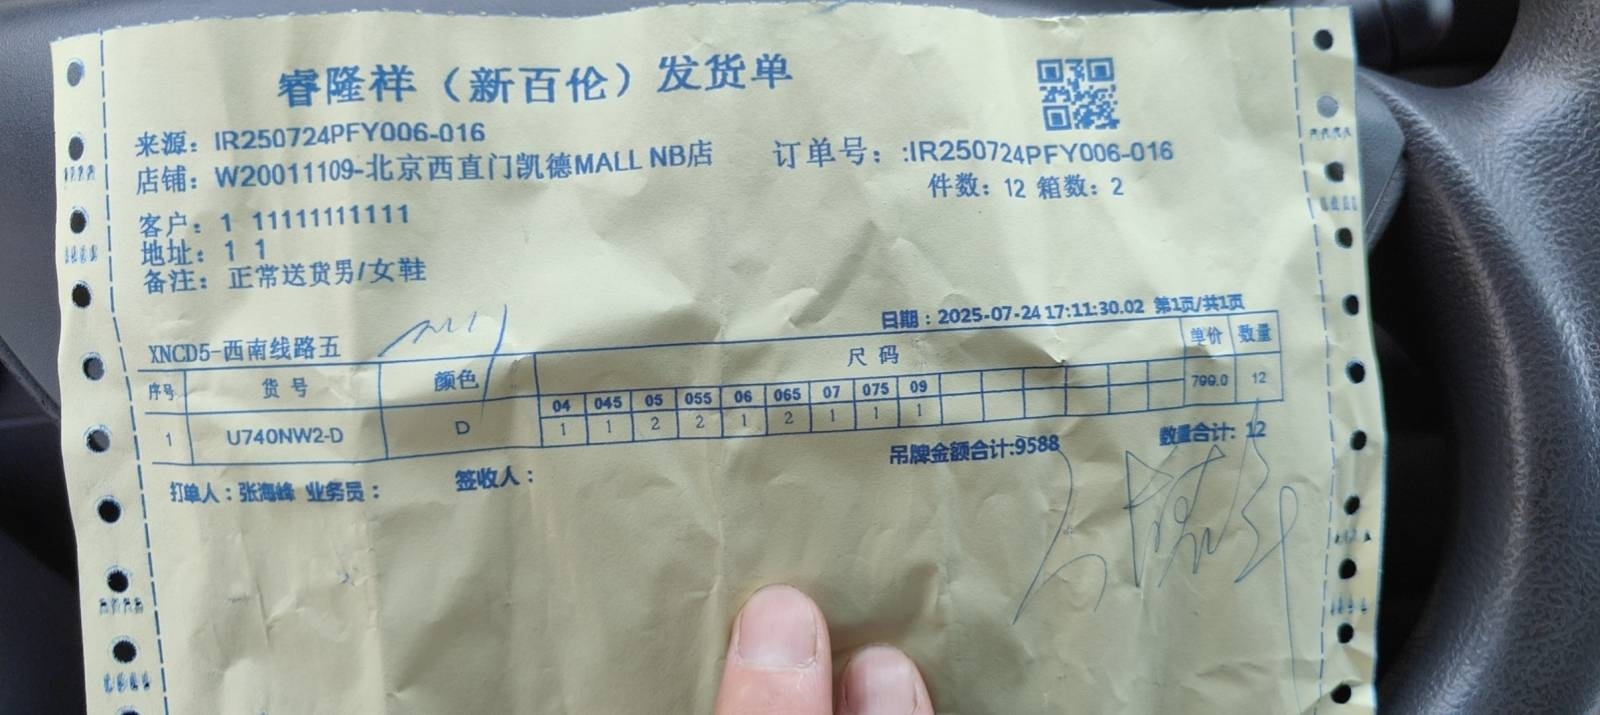 睿隆祥（新百伦）发货单
来源：IR250724PFY006-016
店铺：W20011109-北京西直门凯德MALL NB店 订单号：:IR250724PFY006-016
件数：12 箱数：2
客户：1 11111111111
地址：1 1
备注：正常送货男/女鞋
日期：2025-07-24 17:11:30.02 第1页/共1页
XNCD5-西南线路五
序号 货号 颜色 尺码 单价 数量
04 045 05 055 06 065 07 075 09
1 U740NW2-D D 1 1 2 2 1 2 1 1 1 799.0 12
吊牌金额合计:9588 数量合计: 12
打单人：张海峰 业务员： 签收人：